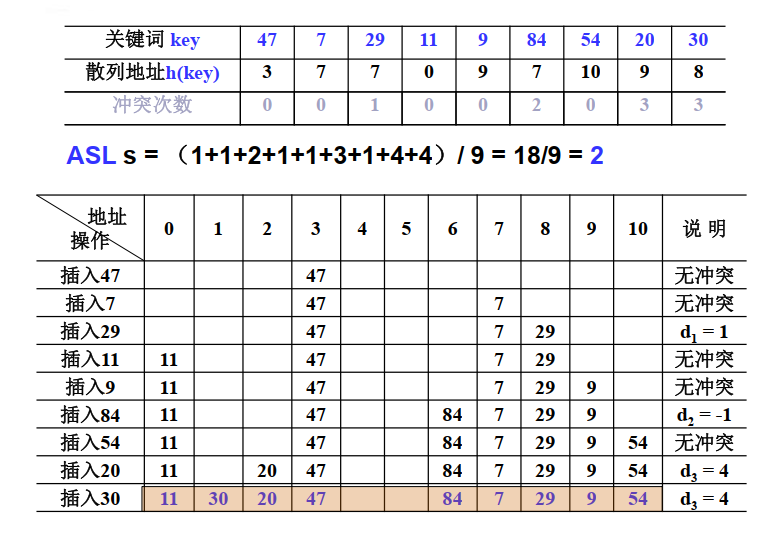 关键词 key 47 7 29 11 9 84 54 20 30
散列地址h(key) 3 7 7 0 9 7 10 9 8
冲突次数 0 0 1 0 0 2 0 3 3
ASL s = （1+1+2+1+1+3+1+4+4）/ 9 = 18/9 = 2
地址 操作 0 1 2 3 4 5 6 7 8 9 10 说 明
插入47 47 无冲突
插入7 47 7 无冲突
插入29 47 7 29 d1 = 1
插入11 11 47 7 29 无冲突
插入9 11 47 7 29 9 无冲突
插入84 11 47 84 7 29 9 d2 = -1
插入54 11 47 84 7 29 9 54 无冲突
插入20 11 20 47 84 7 29 9 54 d3 = 4
插入30 11 30 20 47 84 7 29 9 54 d3 = 4